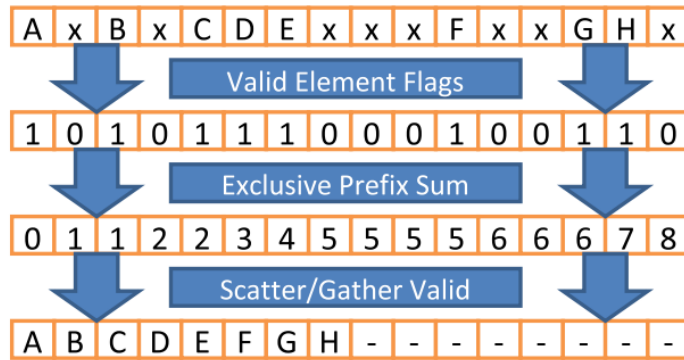 A x B x C D E x x x F x x G H x
Valid Element Flags
1 0 1 0 1 1 1 0 0 0 1 0 0 1 1 0
Exclusive Prefix Sum
0 1 1 2 2 3 4 5 5 5 5 6 6 6 7 8
Scatter/Gather Valid
A B C D E F G H - - - - - - - -